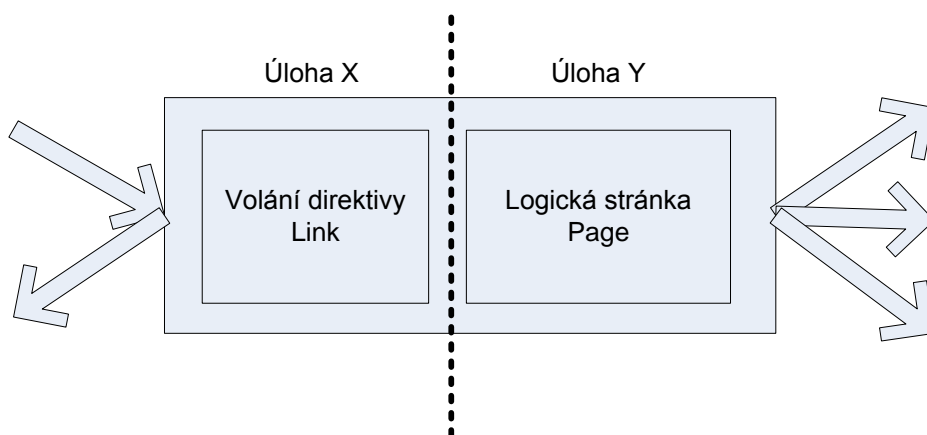 Úloha X
Úloha Y
Volání direktivy
Link
Logická stránka
Page